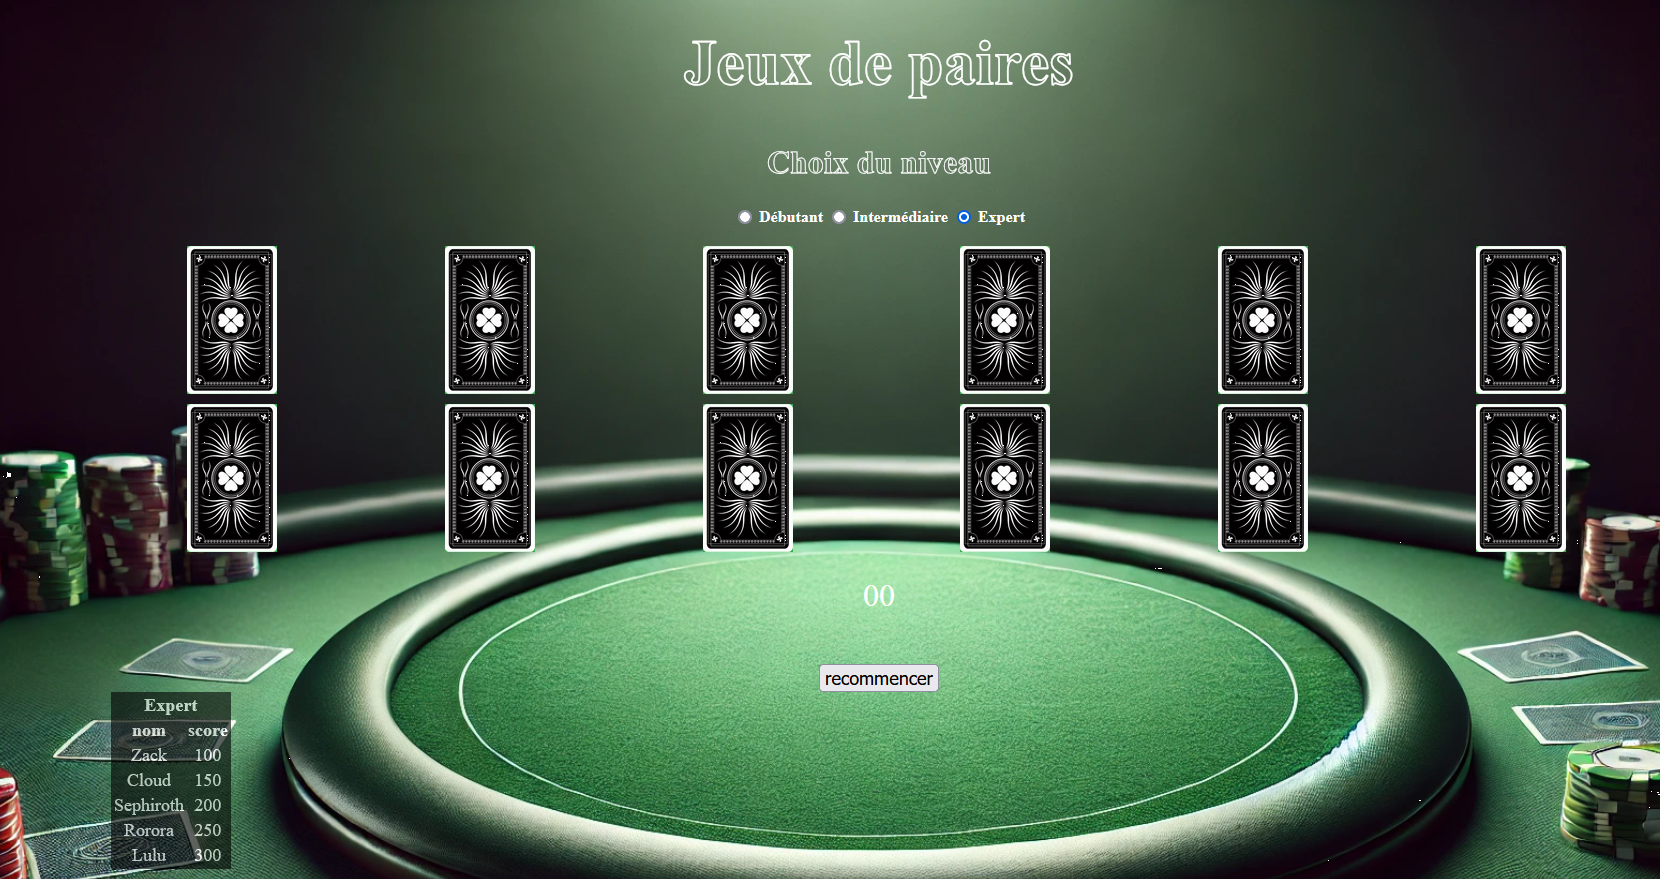 Jeux de paires
Choix du niveau
Débutant Intermédiaire Expert
00
recommencer
Expert
nom score
Zack 100
Cloud 150
Sephiroth 200
Rorora 250
Lulu 300